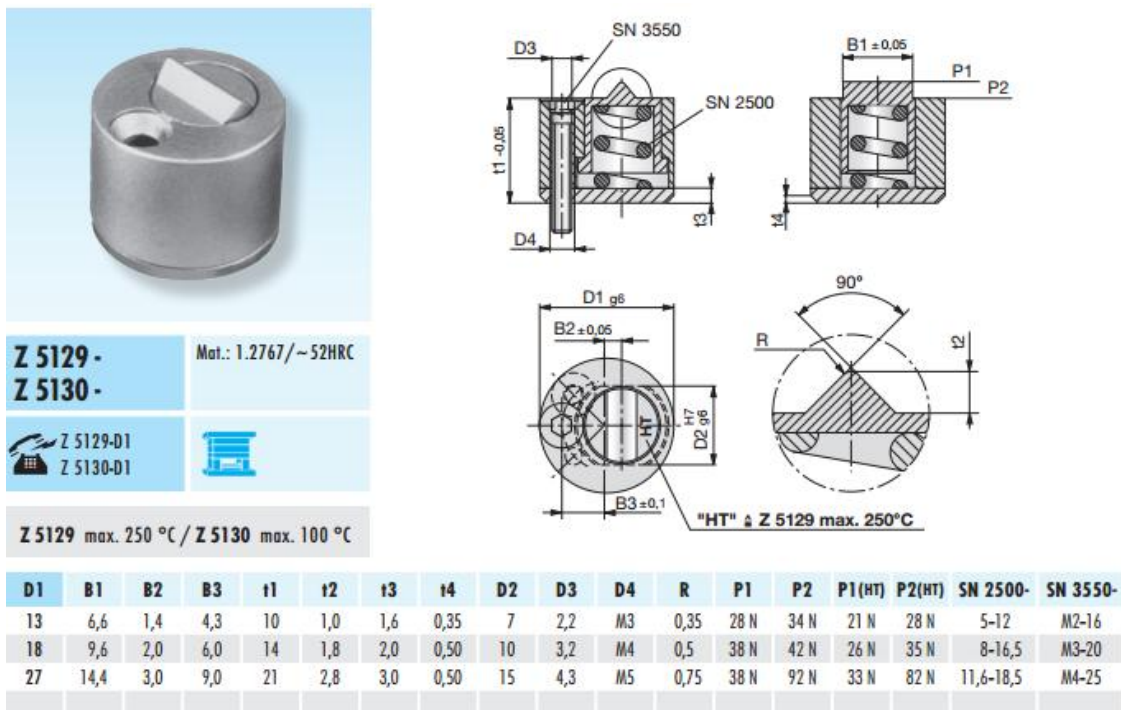 SN 3550
D3
B1 ±0,05
P1
P2
SN 2500
t1 -0,05
t3
t4
D4
90°
D1 g6
B2 ±0,05
R
t2
HT
D2 H7 g6
B3 ±0,1
"HT" ≙ Z 5129 max. 250°C
Z 5129 -
Z 5130 -
Mat.: 1.2767/~52HRC
Z 5129-D1
Z 5130-D1
Z 5129 max. 250 °C / Z 5130 max. 100 °C
D1 B1 B2 B3 t1 t2 t3 t4 D2 D3 D4 R P1 P2 P1(HT) P2(HT) SN 2500- SN 3550-
13 6,6 1,4 4,3 10 1,0 1,6 0,35 7 2,2 M3 0,35 28 N 34 N 21 N 28 N 5-12 M2-16
18 9,6 2,0 6,0 14 1,8 2,0 0,50 10 3,2 M4 0,5 38 N 42 N 26 N 35 N 8-16,5 M3-20
27 14,4 3,0 9,0 21 2,8 3,0 0,50 15 4,3 M5 0,75 38 N 92 N 33 N 82 N 11,6-18,5 M4-25